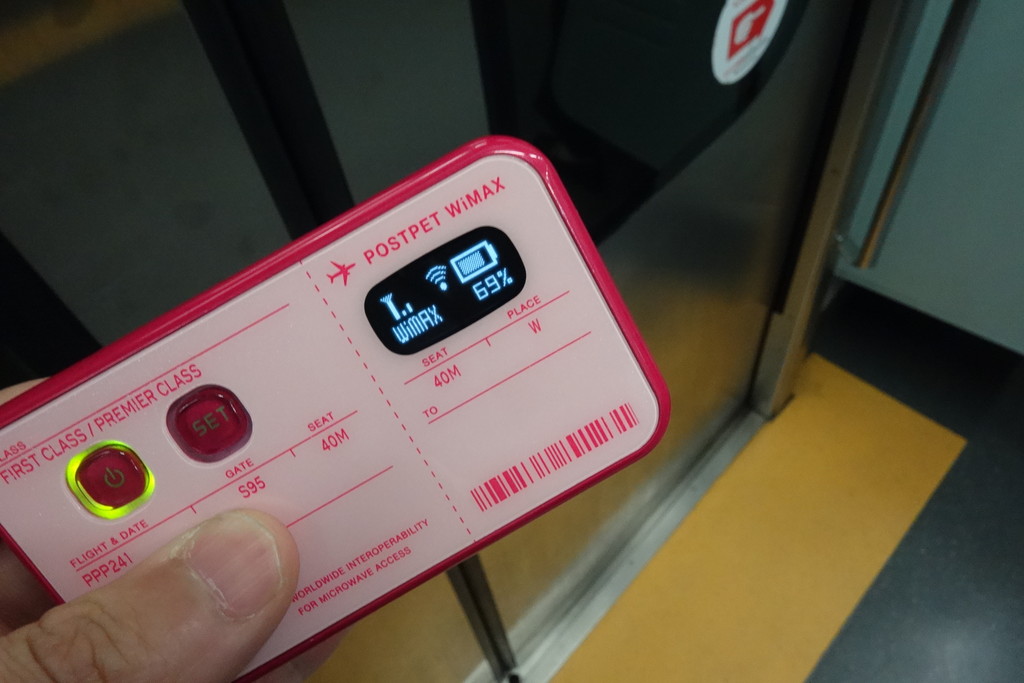 POSTPET WiMAX
69%
WiMAX
SEAT
PLACE
40M
W
TO
FIRST CLASS / PREMIER CLASS
SET
FLIGHT & DATE
GATE
SEAT
PPP241
S95
40M
WORLDWIDE INTEROPERABILITY
FOR MICROWAVE ACCESS